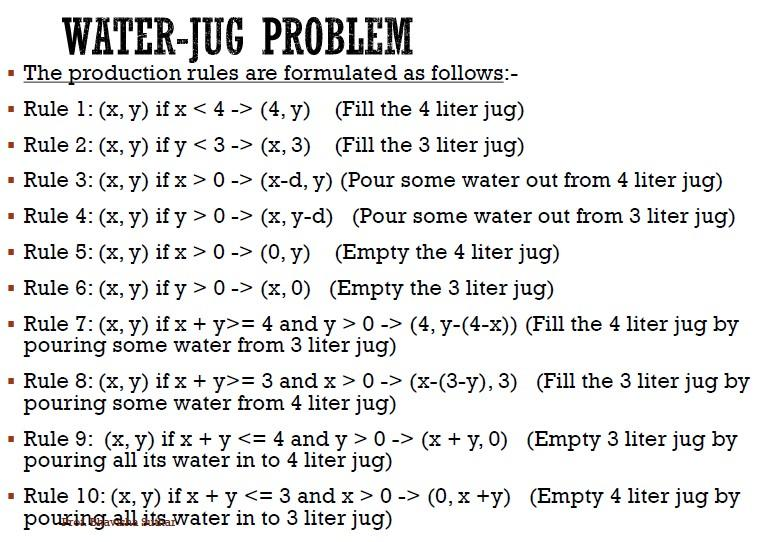 WATER-JUG PROBLEM
▪ The production rules are formulated as follows:-
▪ Rule 1: (x, y) if x < 4 -> (4, y) (Fill the 4 liter jug)
▪ Rule 2: (x, y) if y < 3 -> (x, 3) (Fill the 3 liter jug)
▪ Rule 3: (x, y) if x > 0 -> (x-d, y) (Pour some water out from 4 liter jug)
▪ Rule 4: (x, y) if y > 0 -> (x, y-d) (Pour some water out from 3 liter jug)
▪ Rule 5: (x, y) if x > 0 -> (0, y) (Empty the 4 liter jug)
▪ Rule 6: (x, y) if y > 0 -> (x, 0) (Empty the 3 liter jug)
▪ Rule 7: (x, y) if x + y>= 4 and y > 0 -> (4, y-(4-x)) (Fill the 4 liter jug by
pouring some water from 3 liter jug)
▪ Rule 8: (x, y) if x + y>= 3 and x > 0 -> (x-(3-y), 3) (Fill the 3 liter jug by
pouring some water from 4 liter jug)
▪ Rule 9: (x, y) if x + y <= 4 and y > 0 -> (x + y, 0) (Empty 3 liter jug by
pouring all its water in to 4 liter jug)
▪ Rule 10: (x, y) if x + y <= 3 and x > 0 -> (0, x +y) (Empty 4 liter jug by
pouring all its water in to 3 liter jug)
Prof. Bhavisha